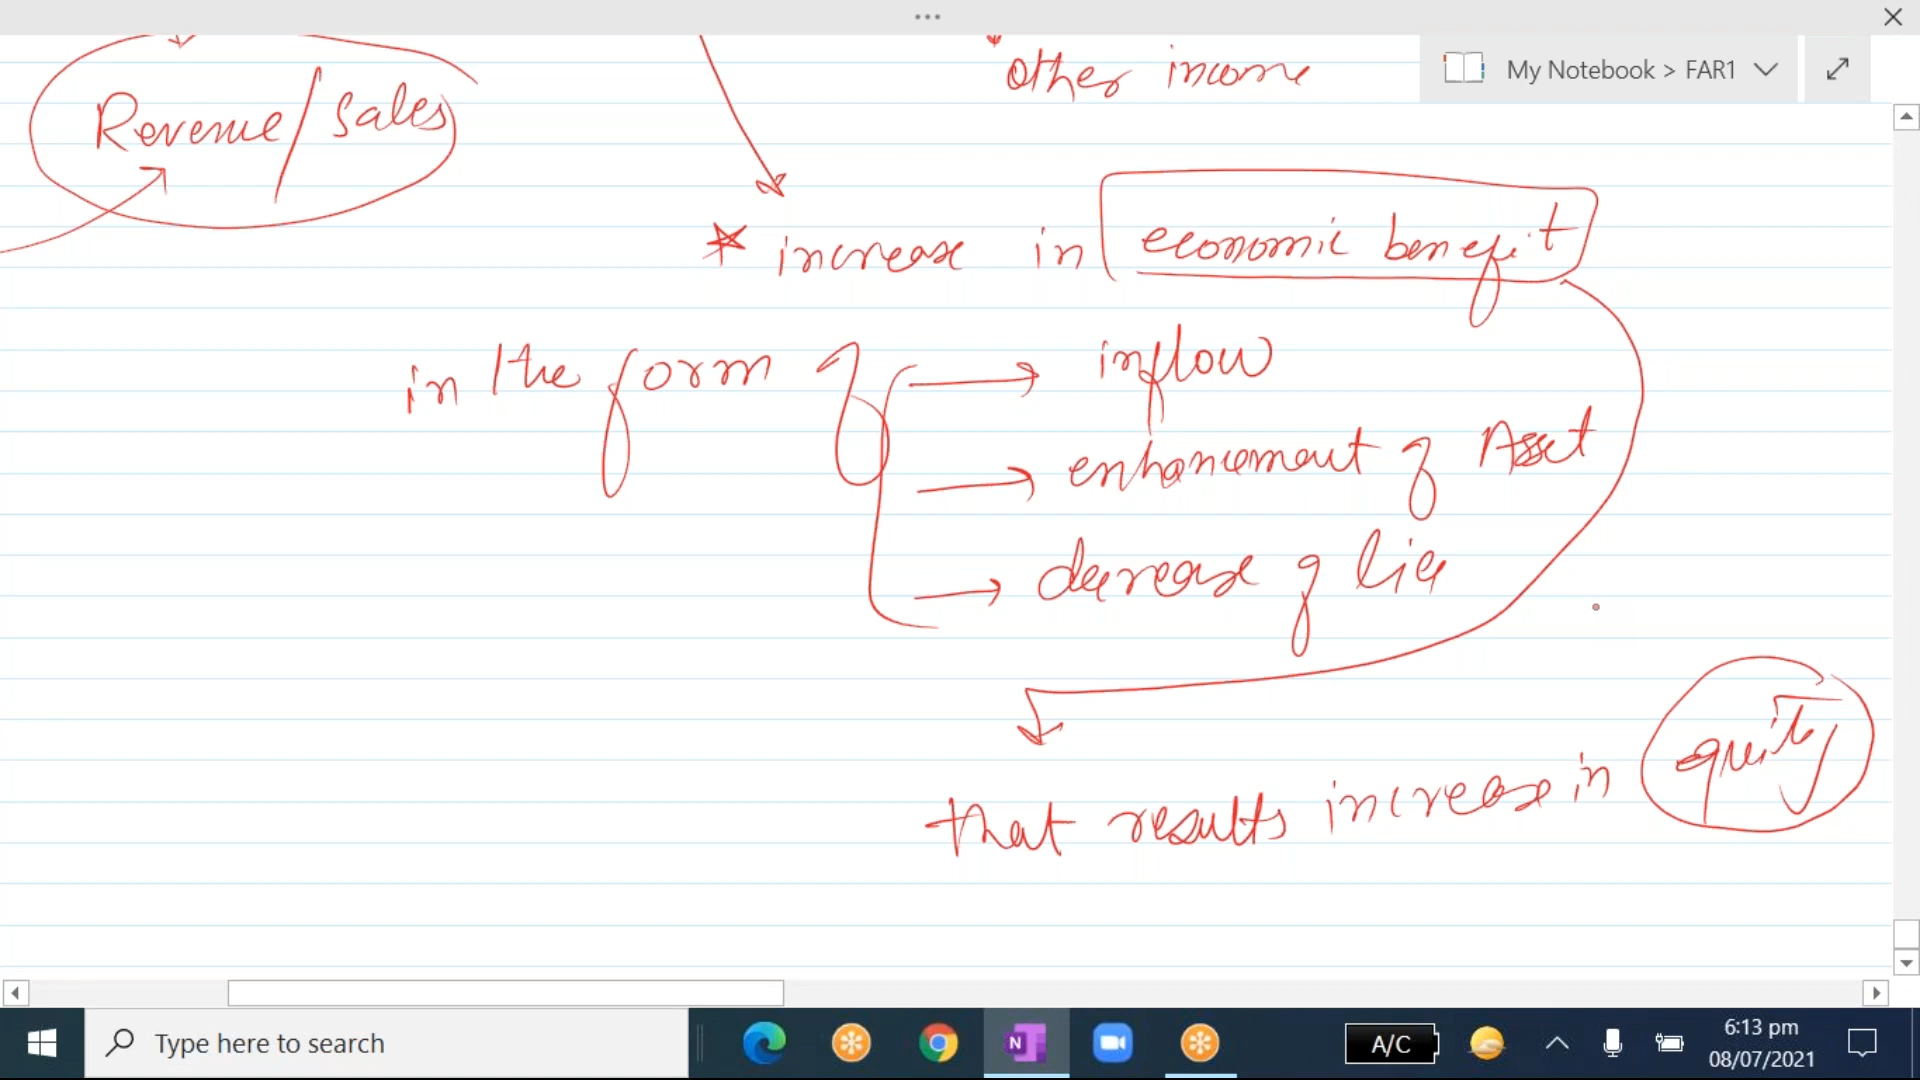 other income
My Notebook > FAR1
Revenue / Sales
* increase in economic benefit
in the form of → inflow
→ enhancement of Asset
→ decrease of lia
that results increase in equity
Type here to search
A/C
6:13 pm
08/07/2021